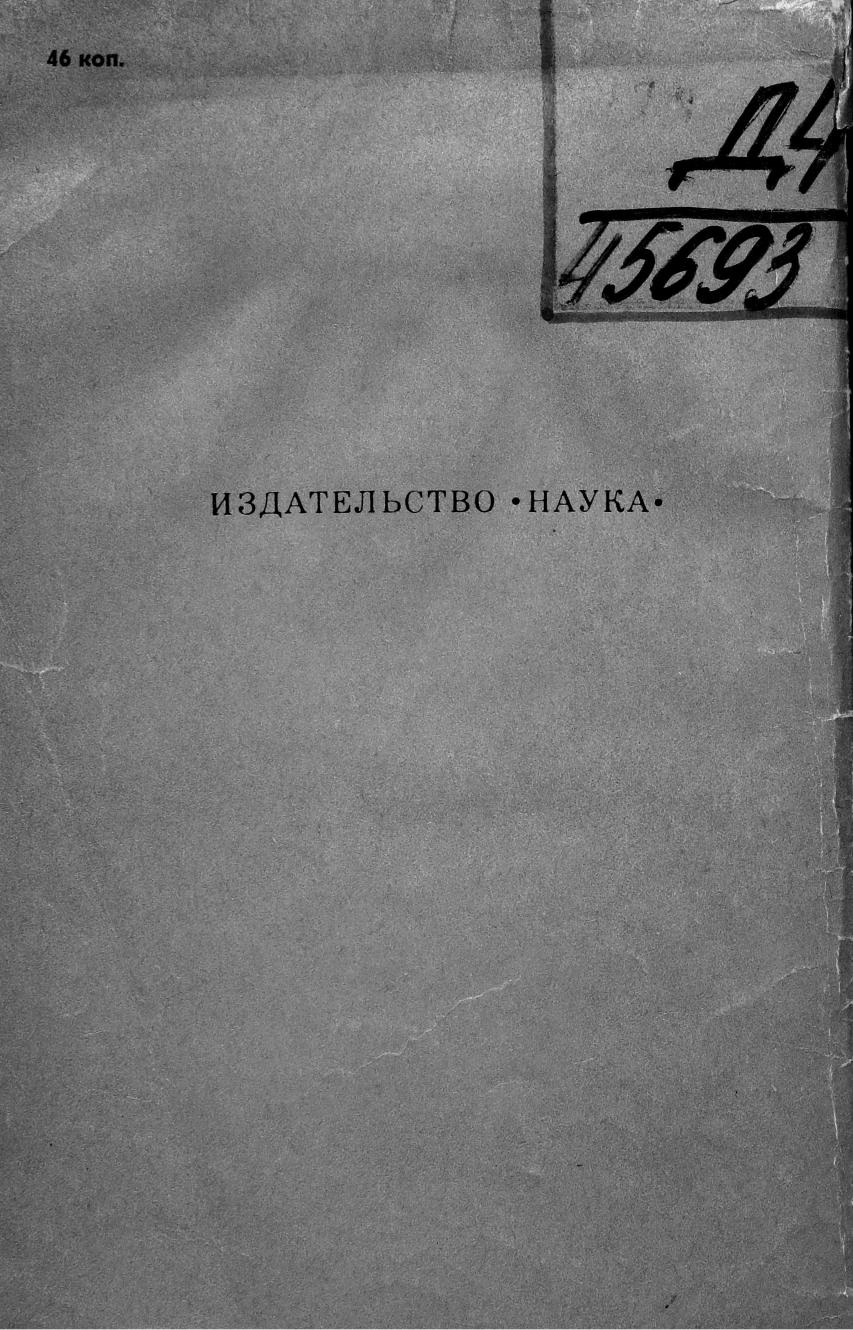 46 коп.
Д4
45693
ИЗДАТЕЛЬСТВО •НАУКА•